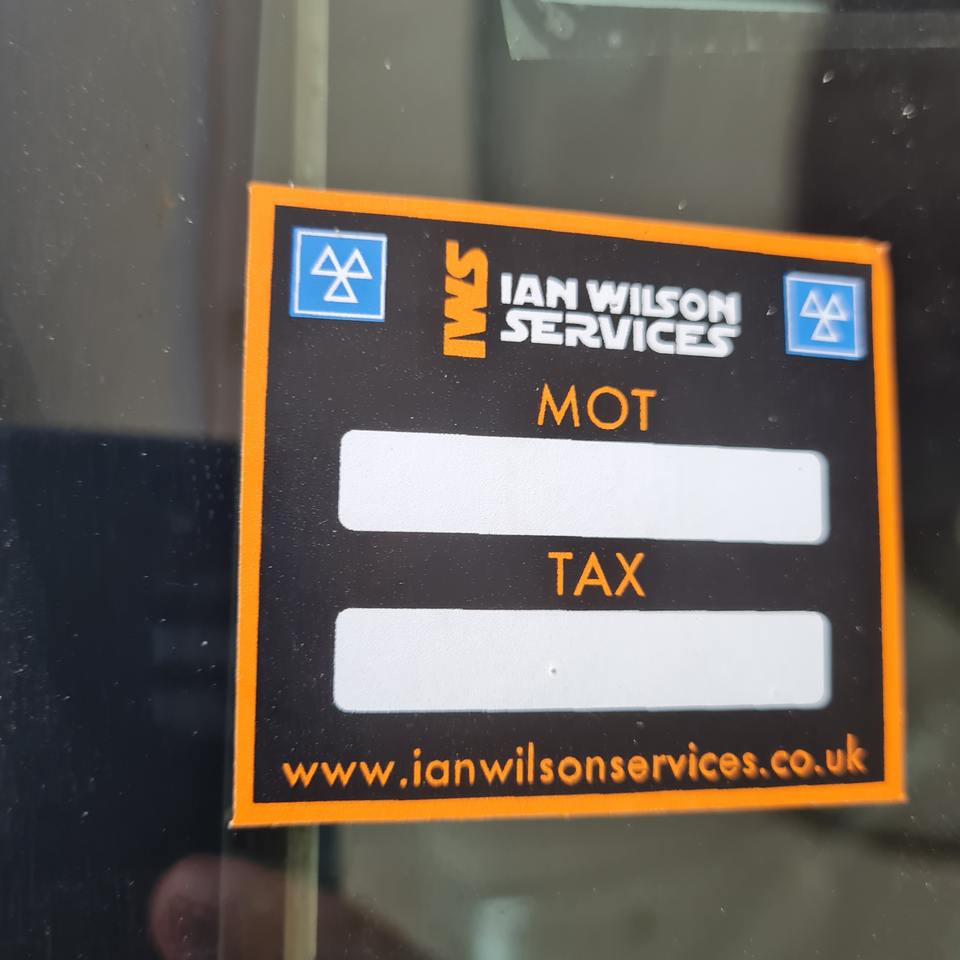 IWS
IAN WILSON
SERVICES
MOT
TAX
www.ianwilsonservices.co.uk